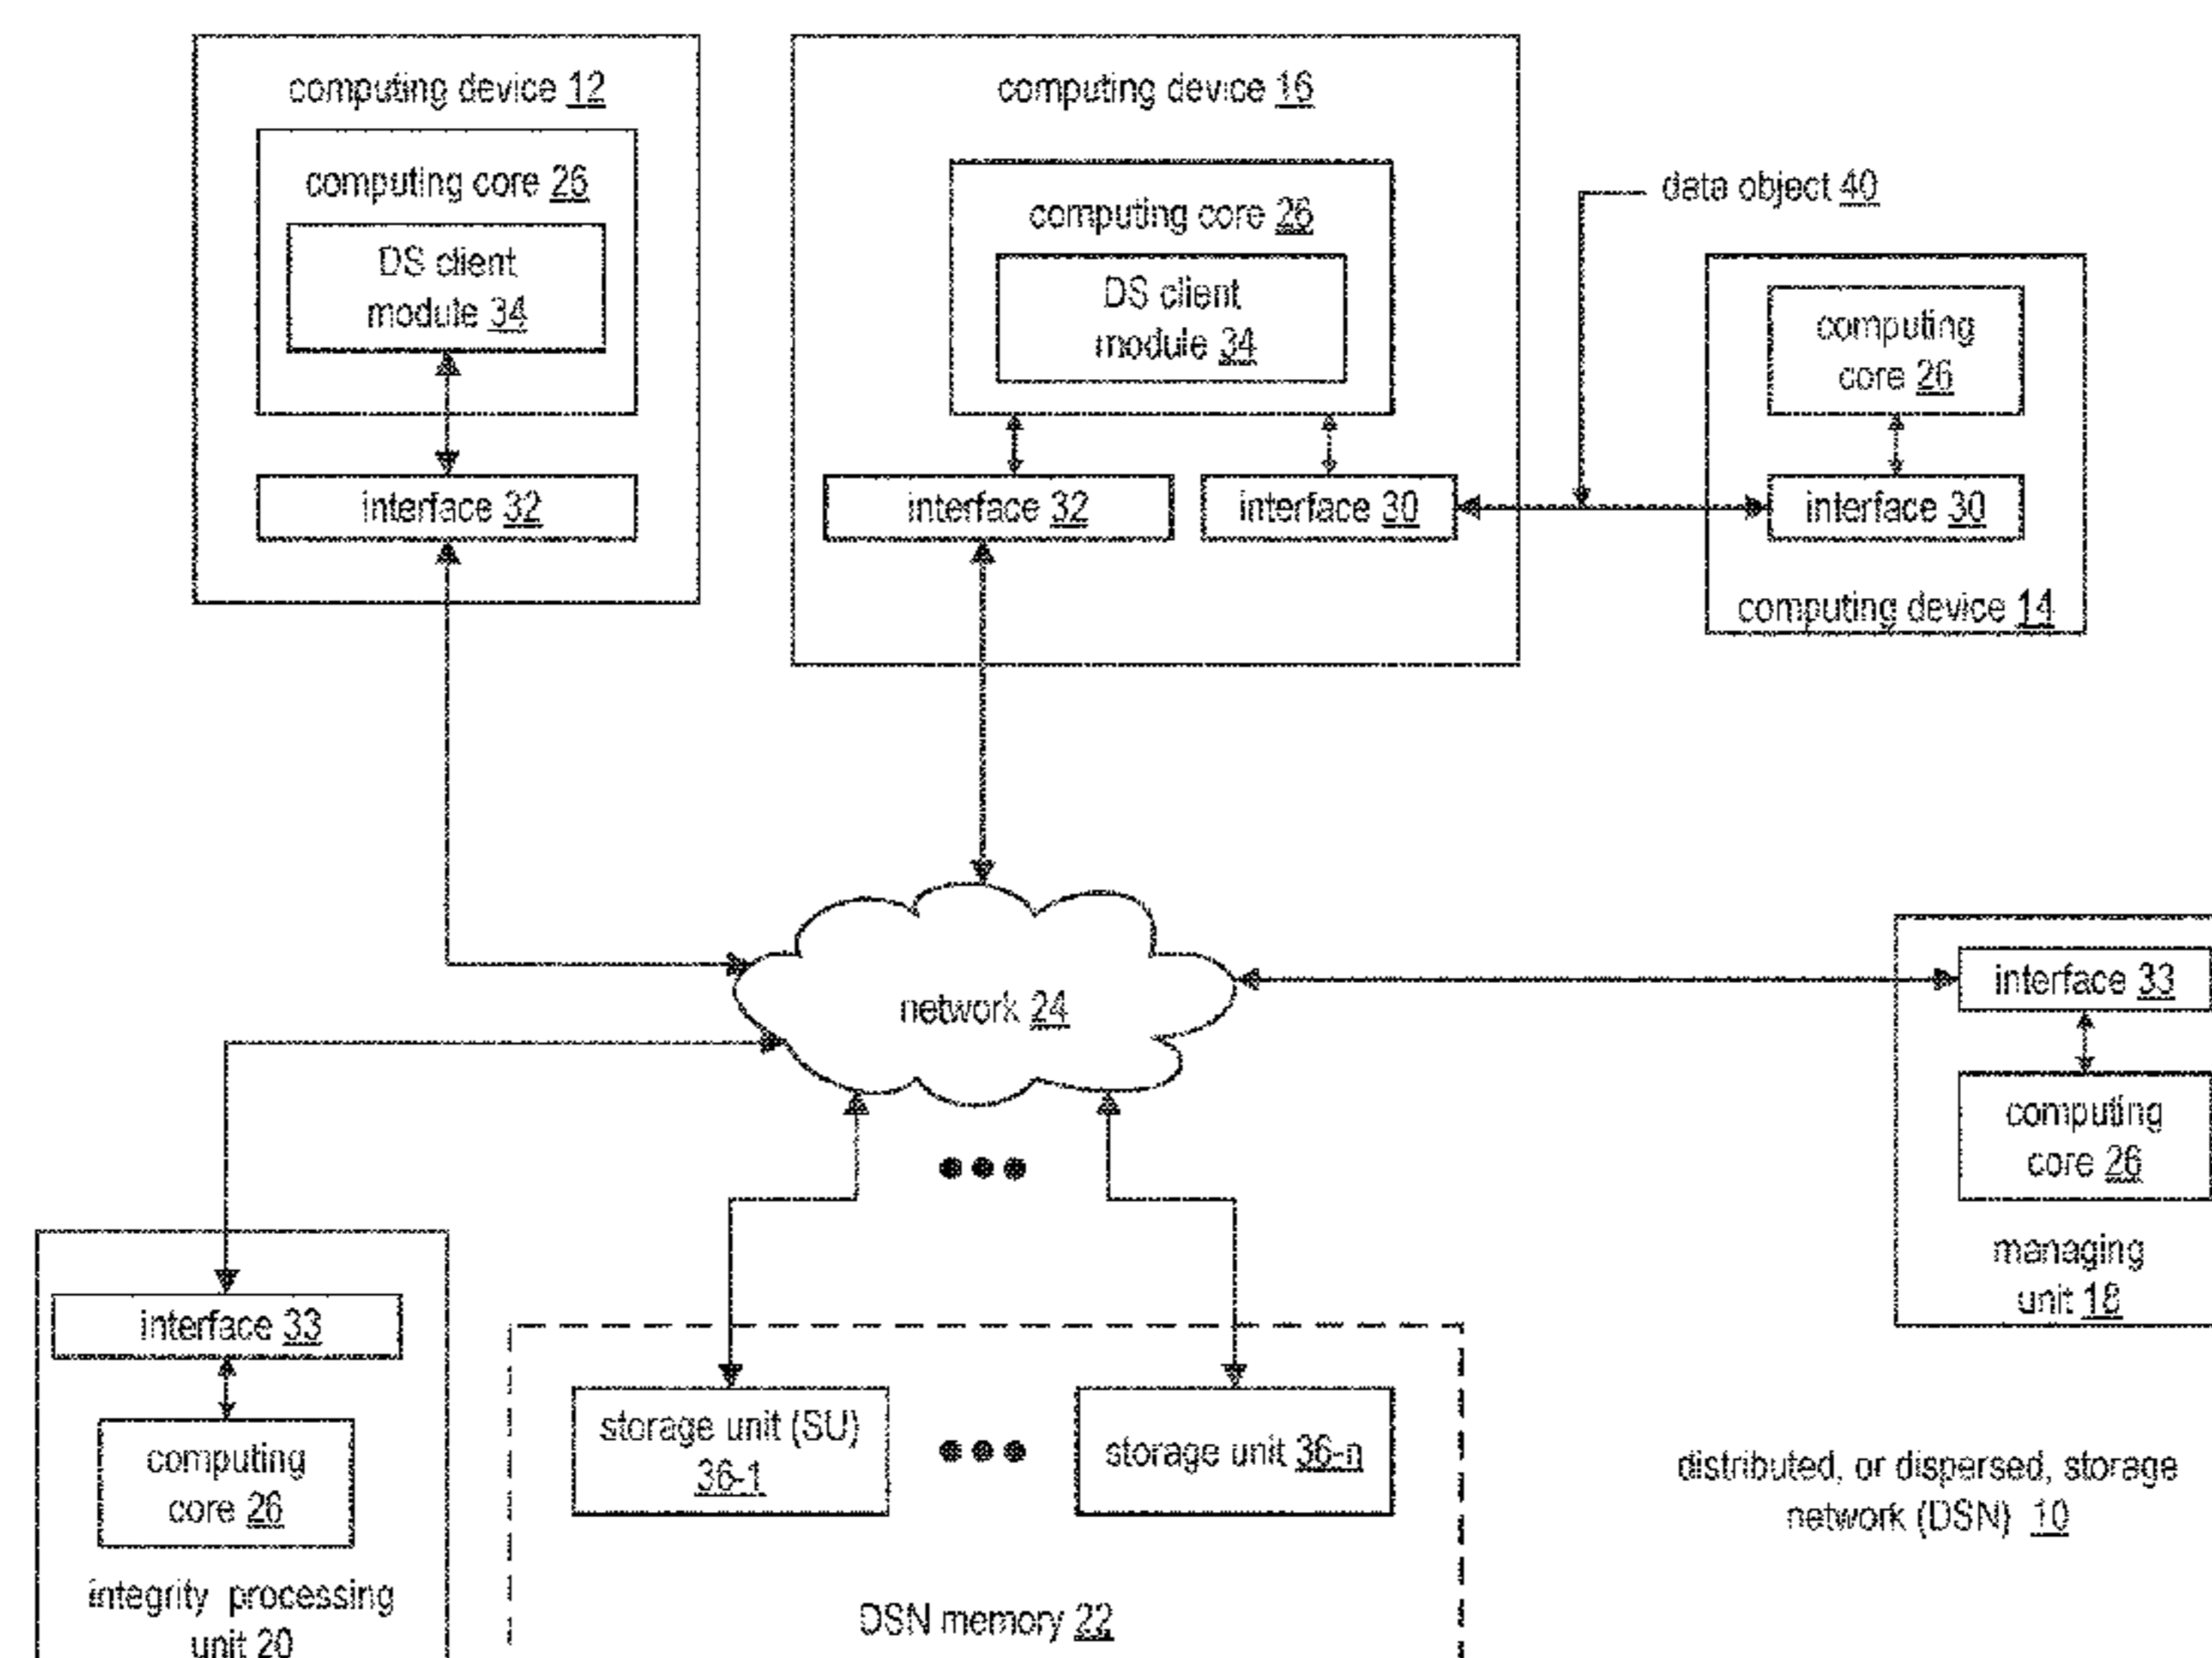 computing device 12
computing core 26
DS client
module 34
interface 32
computing device 16
computing core 26
DS client
module 34
interface 32
interface 30
data object 40
computing
core 26
interface 30
computing device 14
network 24
interface 33
computing
core 26
managing
unit 18
interface 33
computing
core 26
integrity processing
unit 20
storage unit (SU)
36-1
storage unit 36-n
DSN memory 22
distributed, or dispersed, storage
network (DSN) 10